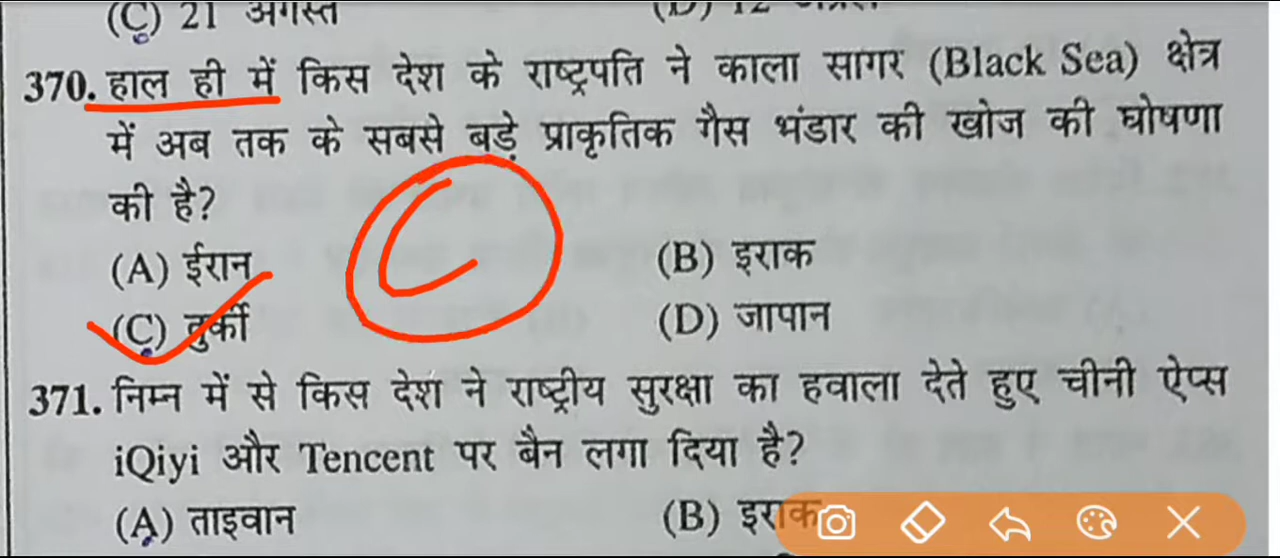 (C) 21 अगस्त
370. हाल ही में किस देश के राष्ट्रपति ने काला सागर (Black Sea) क्षेत्र
में अब तक के सबसे बड़े प्राकृतिक गैस भंडार की खोज की घोषणा
की है?
(A) ईरान (B) इराक
(C) तुर्की (D) जापान
371. निम्न में से किस देश ने राष्ट्रीय सुरक्षा का हवाला देते हुए चीनी ऐप्स
iQiyi और Tencent पर बैन लगा दिया है?
(A) ताइवान (B) इराक